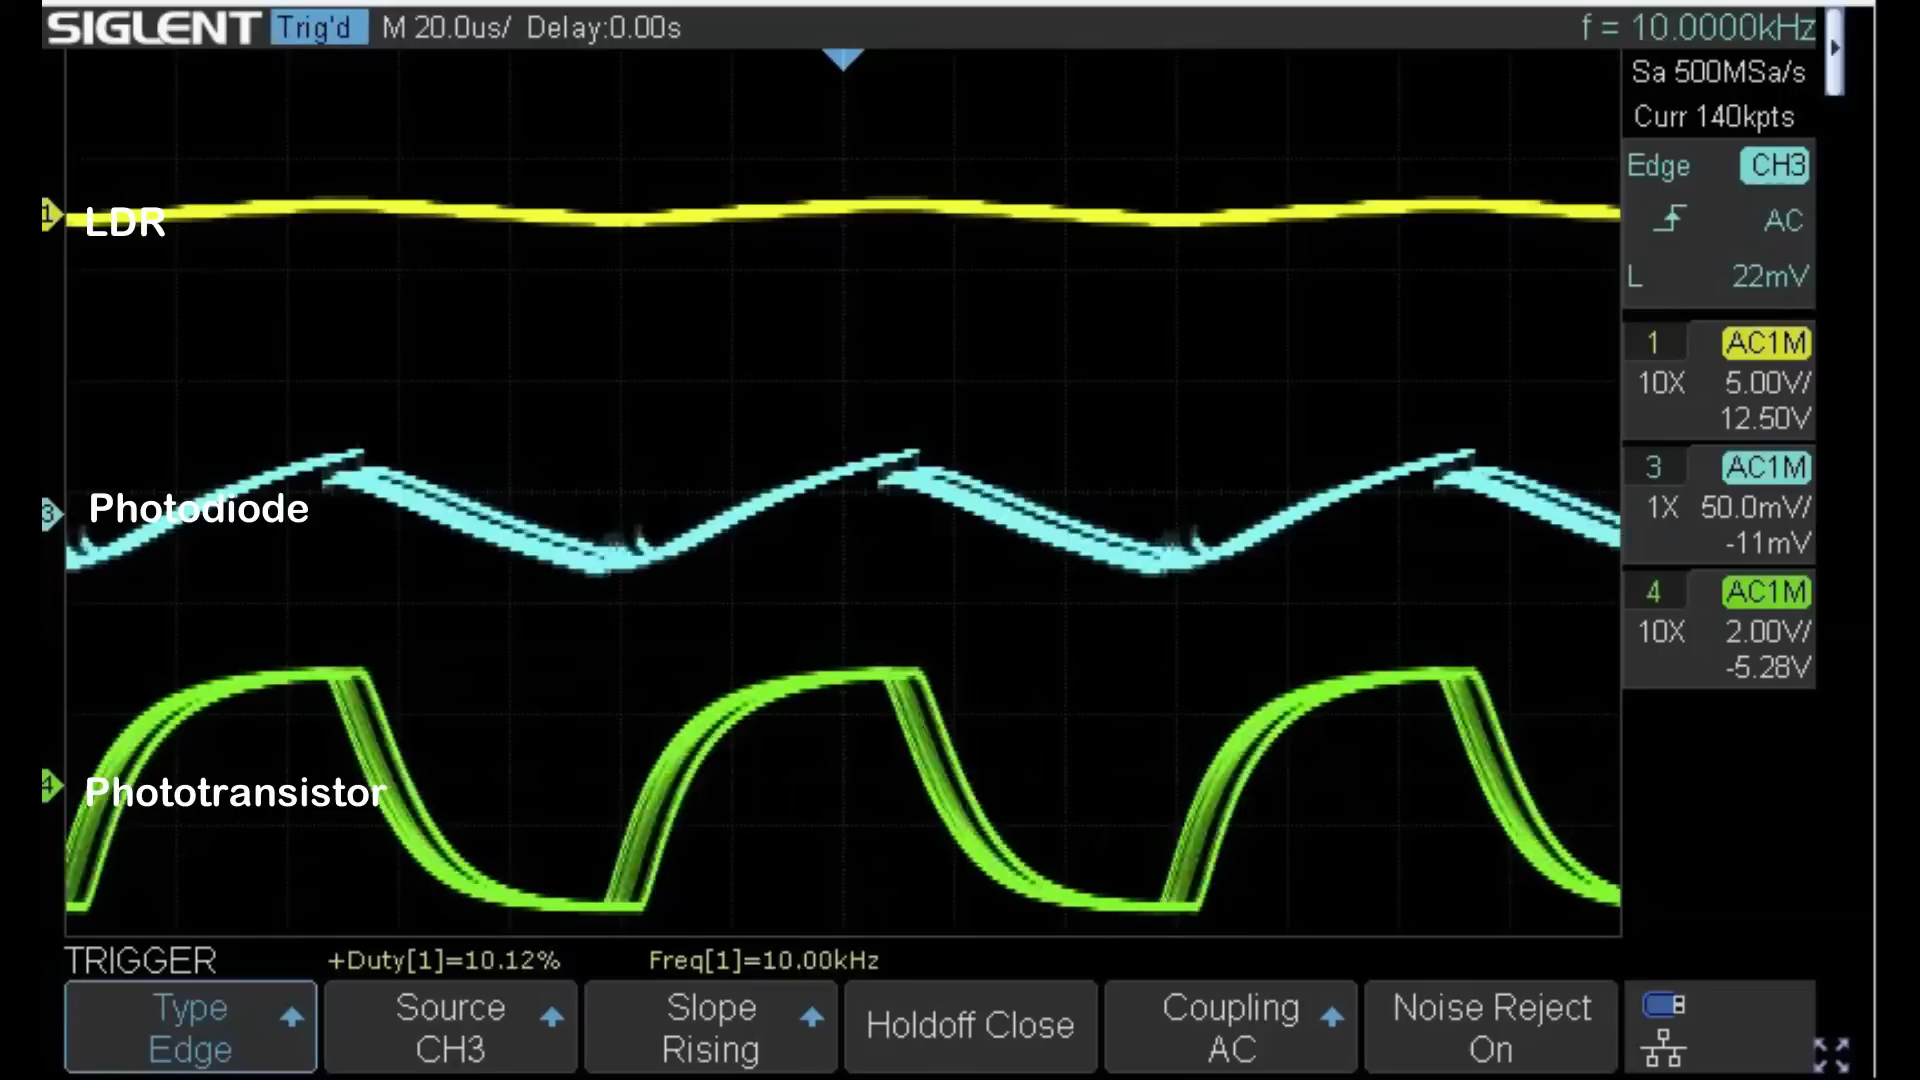 SIGLENT Trig'd M 20.0us/ Delay:0.00s f = 10.0000kHz
Sa 500MSa/s
Curr 140kpts
Edge CH3
AC
L 22mV
1 AC1M
10X 5.00V/
12.50V
3 AC1M
1X 50.0mV/
-11mV
4 AC1M
10X 2.00V/
-5.28V
1 LDR
3 Photodiode
4 Phototransistor
TRIGGER +Duty[1]=10.12% Freq[1]=10.00kHz
Type
Edge
Source
CH3
Slope
Rising
Holdoff Close
Coupling
AC
Noise Reject
On